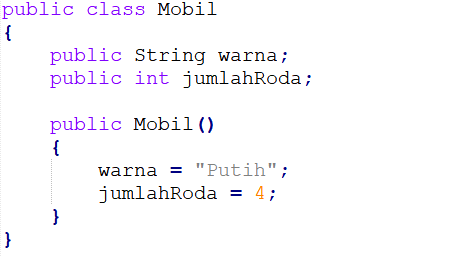 public class Mobil
{
    public String warna;
    public int jumlahRoda;

    public Mobil()
    {
        warna = "Putih";
        jumlahRoda = 4;
    }
}